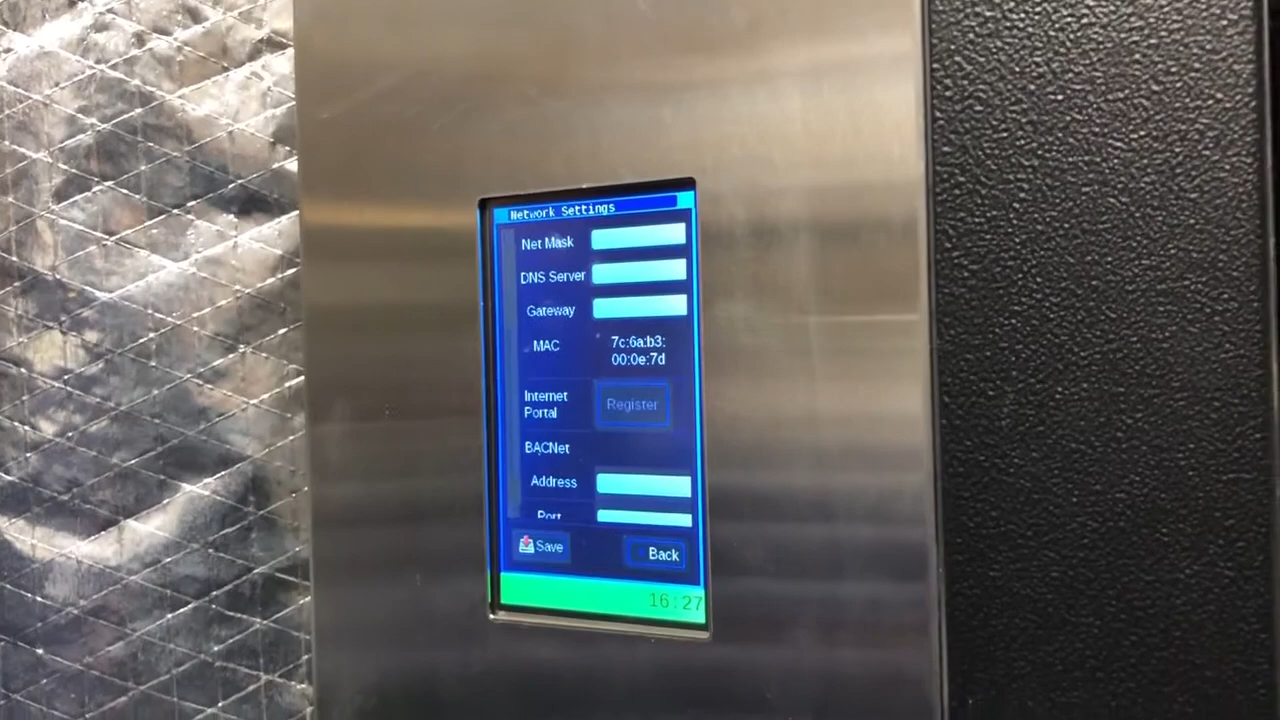 Network Settings
Net Mask
DNS Server
Gateway
MAC 7c:6a:b3:
00:0e:7d
Internet
Portal
Register
BACNet
Address
Port
Save Back
16:27